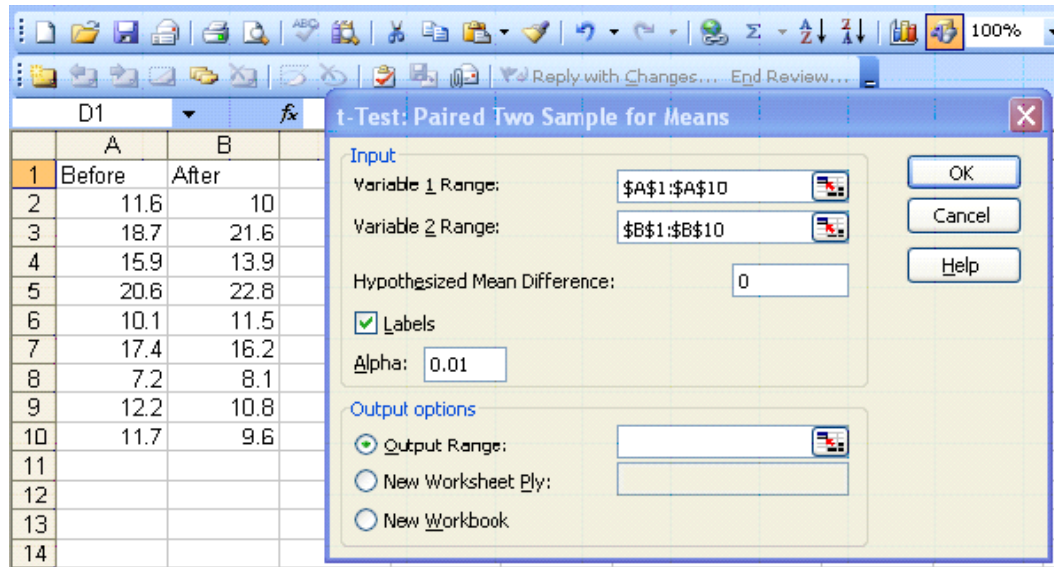 100%
Reply with Changes... End Review...
D1 fx
t-Test: Paired Two Sample for Means
A B
1 Before After
2 11.6 10
3 18.7 21.6
4 15.9 13.9
5 20.6 22.8
6 10.1 11.5
7 17.4 16.2
8 7.2 8.1
9 12.2 10.8
10 11.7 9.6
11
12
13
14
Input
Variable 1 Range: $A$1:$A$10
Variable 2 Range: $B$1:$B$10
Hypothesized Mean Difference: 0
Labels
Alpha: 0.01
OK
Cancel
Help
Output options
Output Range:
New Worksheet Ply:
New Workbook